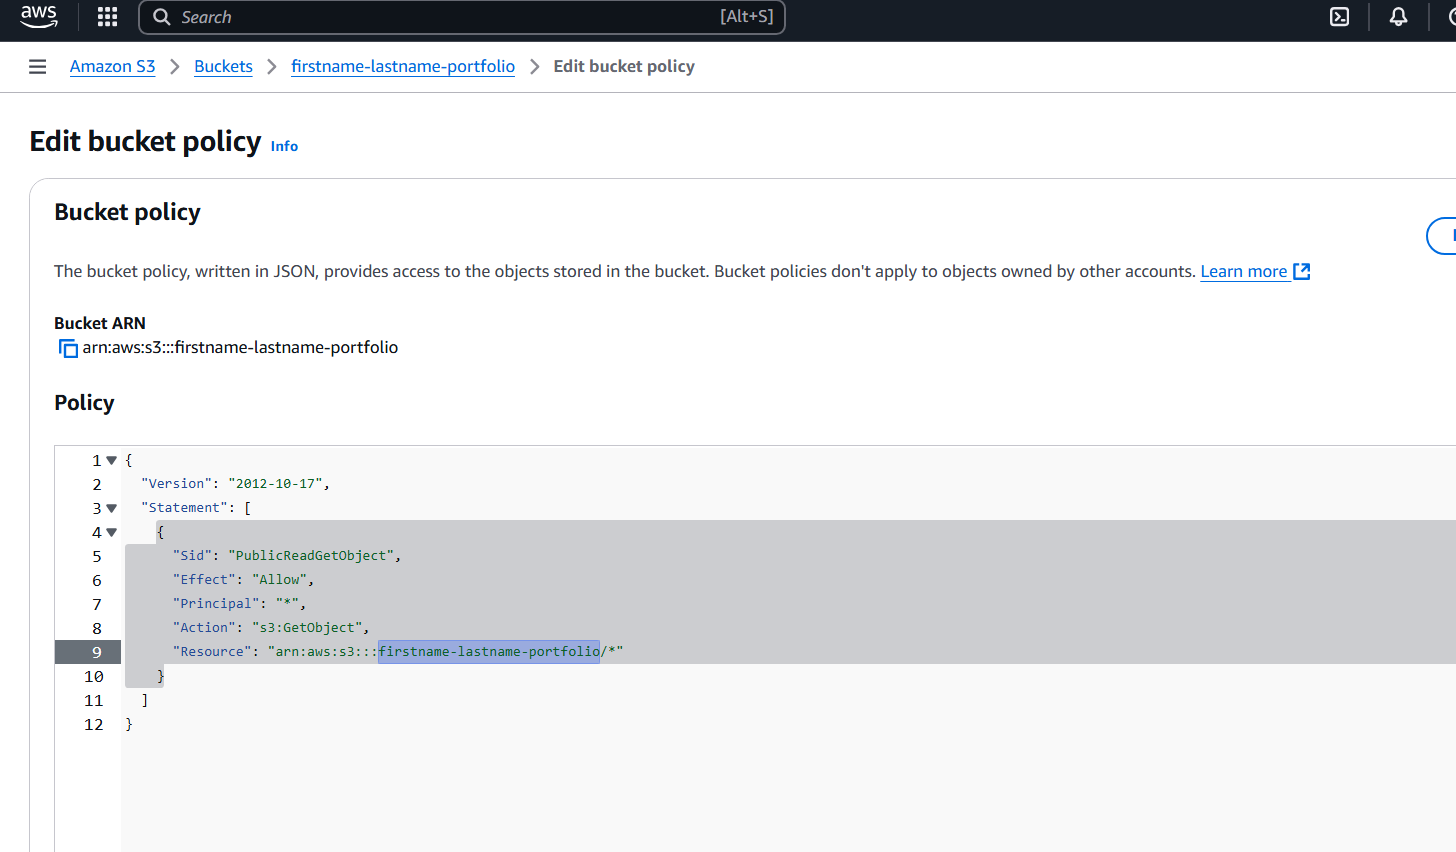 aws Search [Alt+S]
Amazon S3 > Buckets > firstname-lastname-portfolio > Edit bucket policy
Edit bucket policy Info
Bucket policy
The bucket policy, written in JSON, provides access to the objects stored in the bucket. Bucket policies don't apply to objects owned by other accounts. Learn more
Bucket ARN
arn:aws:s3:::firstname-lastname-portfolio
Policy
1 {
2 "Version": "2012-10-17",
3 "Statement": [
4 {
5 "Sid": "PublicReadGetObject",
6 "Effect": "Allow",
7 "Principal": "*",
8 "Action": "s3:GetObject",
9 "Resource": "arn:aws:s3:::firstname-lastname-portfolio/*"
10 }
11 ]
12 }